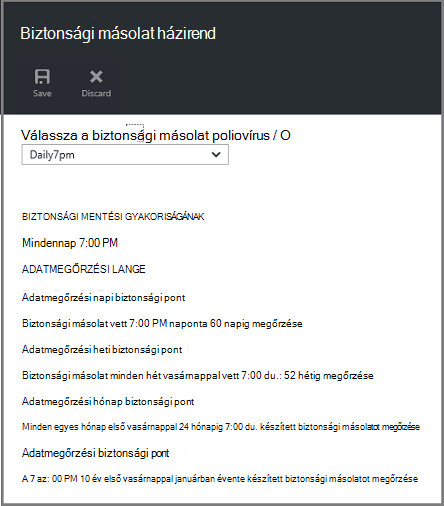 Biztonsági másolat házirend
Save
Discard
Válassza a biztonsági másolat poliovírus / O
Daily7pm
BIZTONSÁGI MENTÉSI GYAKORISÁGÁNAK
Mindennap 7:00 PM
ADATMEGŐRZÉSI LANGE
Adatmegőrzési napi biztonsági pont
Biztonsági másolat vett 7:00 PM naponta 60 napig megőrzése
Adatmegőrzési heti biztonsági pont
Biztonsági másolat minden hét vasárnappal vett 7:00 du.: 52 hétig megőrzése
Adatmegőrzési hónap biztonsági pont
Minden egyes hónap első vasárnappal 24 hónapig 7:00 du. készített biztonsági másolatot megőrzése
Adatmegőrzési biztonsági pont
A 7 az: 00 PM 10 év első vasárnappal januárban évente készített biztonsági másolatot megőrzése